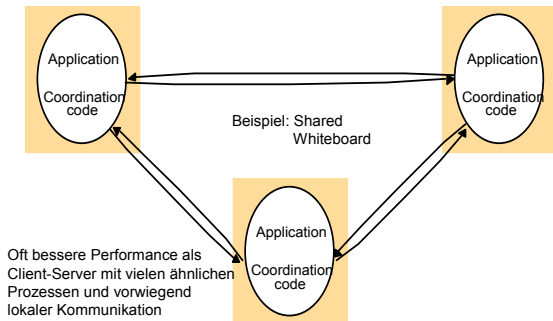 Application
Coordination
code
Application
Coordination
code
Beispiel: Shared
Whiteboard
Application
Coordination
code
Oft bessere Performance als
Client-Server mit vielen ähnlichen
Prozessen und vorwiegend
lokaler Kommunikation